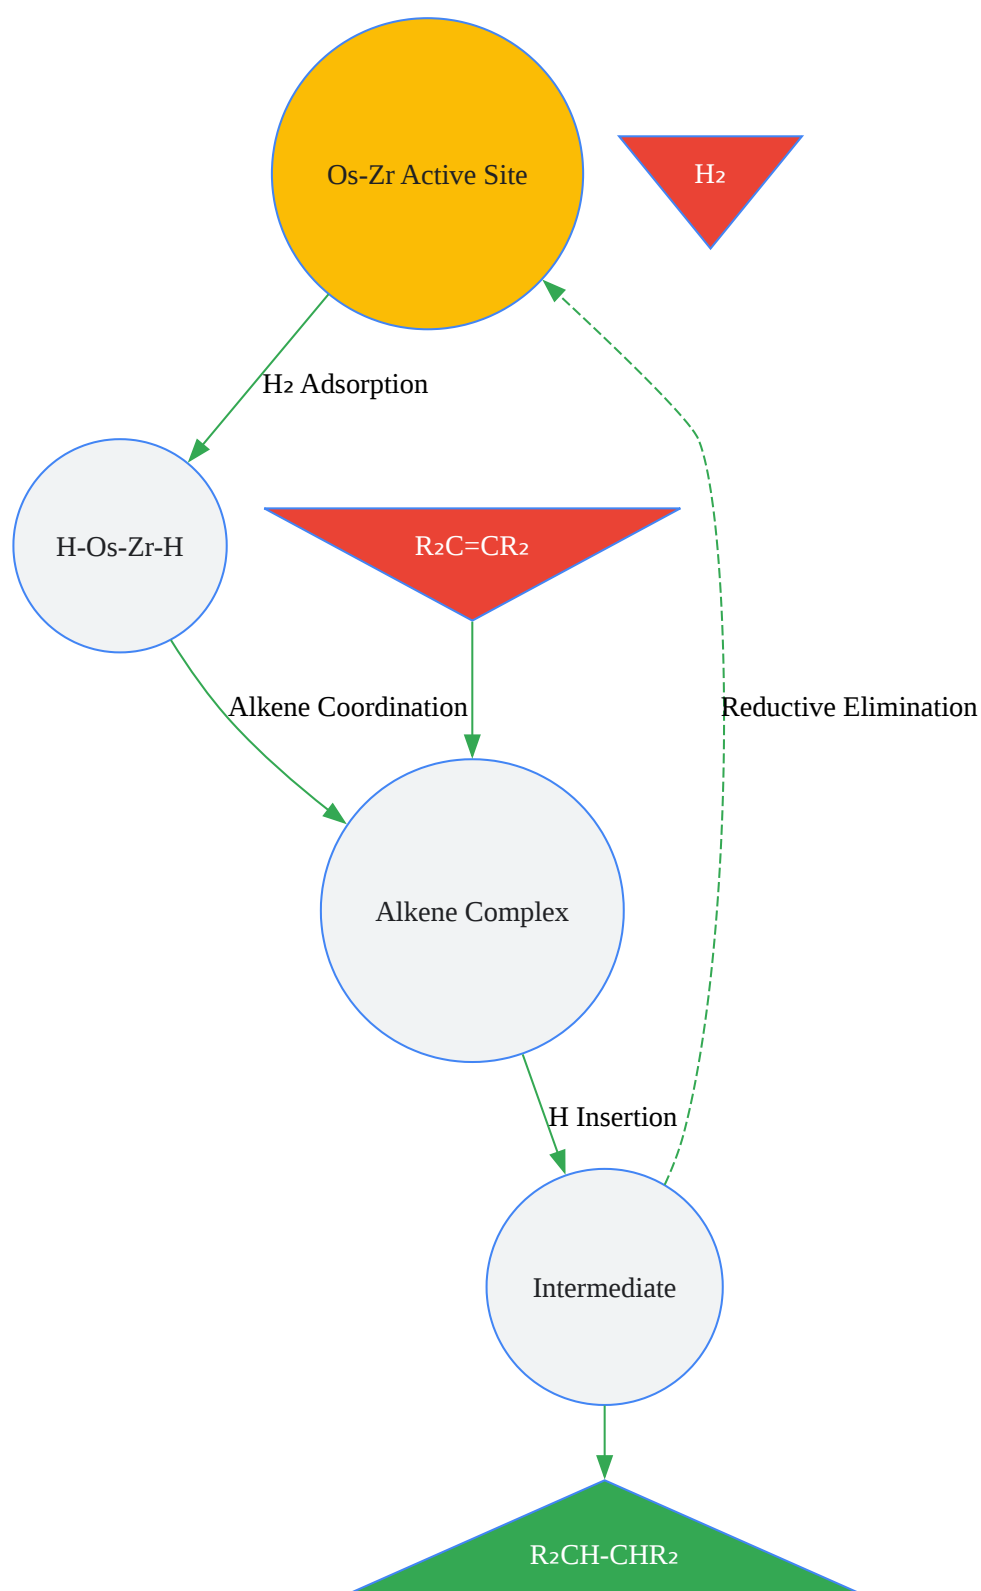 Os-Zr Active Site
H₂
H₂ Adsorption
H-Os-Zr-H
R₂C=CR₂
Alkene Coordination
Reductive Elimination
Alkene Complex
H Insertion
Intermediate
R₂CH-CHR₂